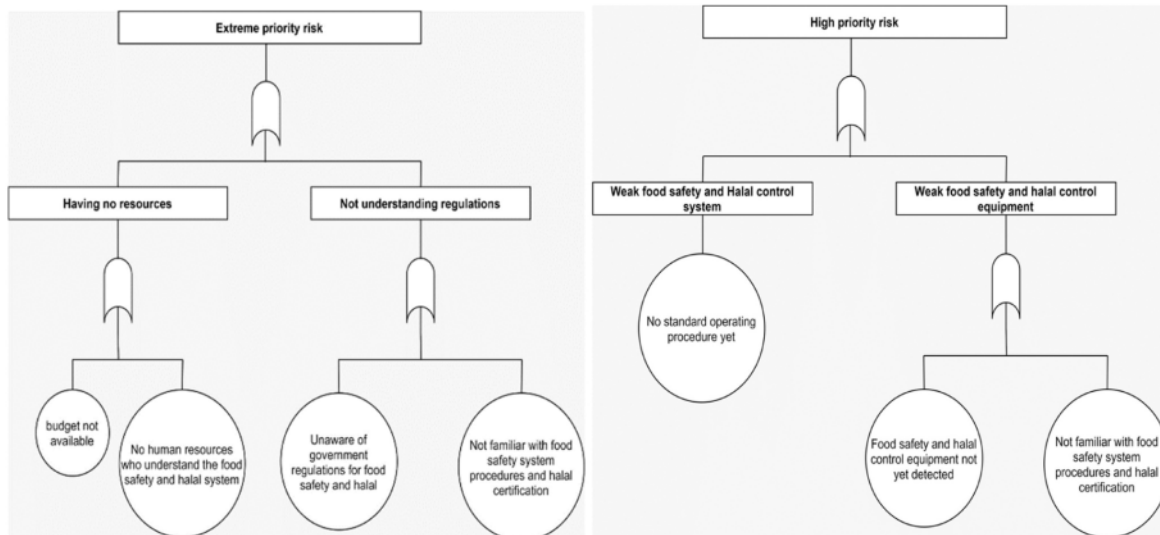 Extreme priority risk
Having no resources
Not understanding regulations
budget not
available
No human resources
who understand the food
safety and halal system
Unaware of
government
regulations for food
safety and halal
Not familiar with food
safety system
procedures and halal
certification
High priority risk
Weak food safety and Halal control
system
Weak food safety and halal control
equipment
No standard operating
procedure yet
Food safety and halal
control equipment not
yet detected
Not familiar with food
safety system
procedures and halal
certification